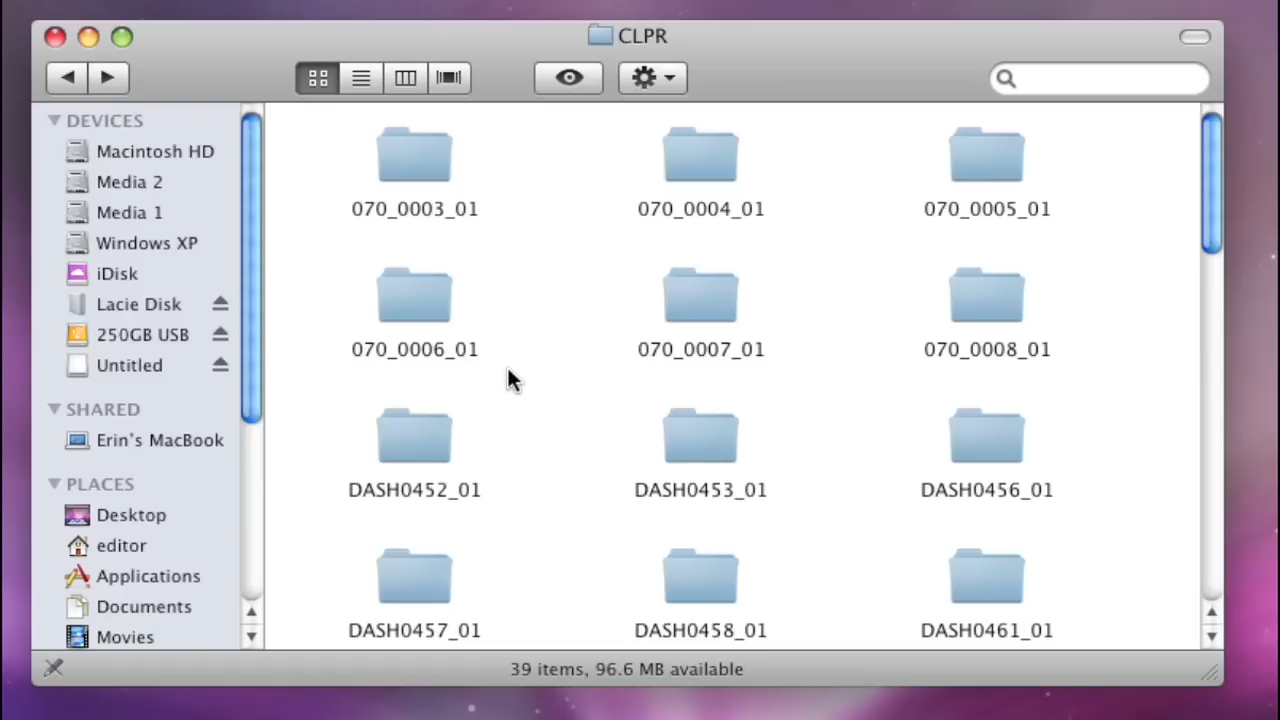 CLPR
DEVICES
Macintosh HD
Media 2
Media 1
Windows XP
iDisk
Lacie Disk
250GB USB
Untitled
SHARED
Erin's MacBook
PLACES
Desktop
editor
Applications
Documents
Movies
070_0003_01 070_0004_01 070_0005_01
070_0006_01 070_0007_01 070_0008_01
DASH0452_01 DASH0453_01 DASH0456_01
DASH0457_01 DASH0458_01 DASH0461_01
39 items, 96.6 MB available